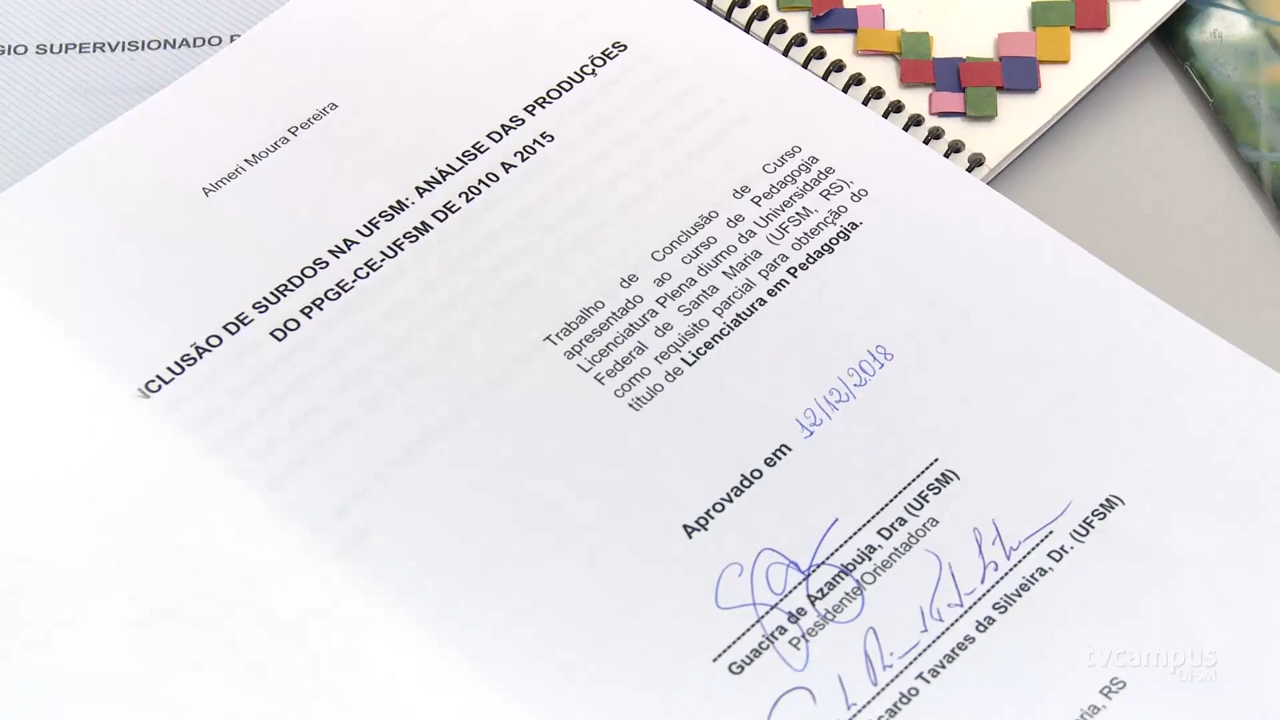 GIO SUPERVISIONADO
Almeri Moura Pereira
NCLUSÃO DE SURDOS NA UFSM: ANÁLISE DAS PRODUÇÕES
DO PPGE-CE-UFSM DE 2010 A 2015
Trabalho de Conclusão de Curso
apresentado ao curso de Pedagogia
Licenciatura Plena diurno da Universidade
Federal de Santa Maria (UFSM, RS),
como requisito parcial para obtenção do
título de Licenciatura em Pedagogia.
Aprovado em 12/12/2018
Guacira de Azambuja, Dra (UFSM)
Presidente/Orientadora
cardo Tavares da Silveira, Dr. (UFSM)
ria, RS
tvcampus
UFSM